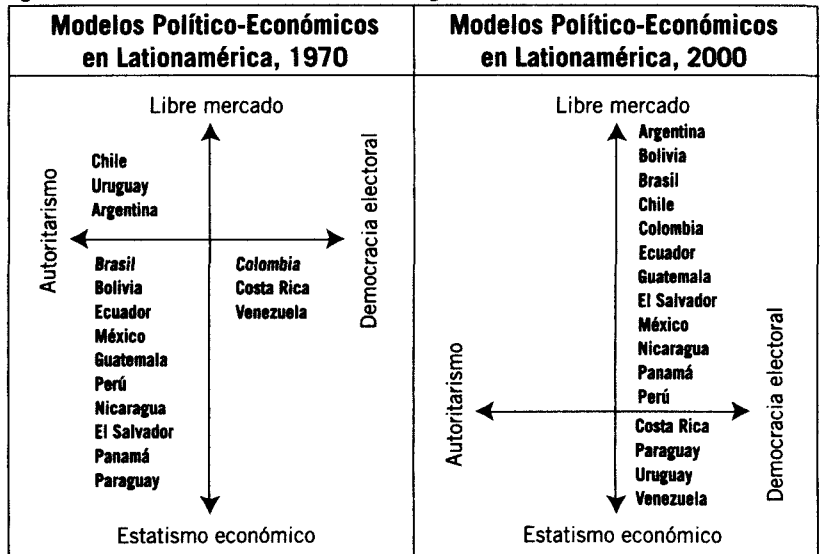 Modelos Político-Económicos
en Lationamérica, 1970
Libre mercado
Autoritarismo
Democracia electoral
Chile
Uruguay
Argentina
Brasil
Bolivia
Ecuador
México
Guatemala
Perú
Nicaragua
El Salvador
Panamá
Paraguay
Colombia
Costa Rica
Venezuela
Estatismo económico
Modelos Político-Económicos
en Lationamérica, 2000
Libre mercado
Autoritarismo
Democracia electoral
Argentina
Bolivia
Brasil
Chile
Colombia
Ecuador
Guatemala
El Salvador
México
Nicaragua
Panamá
Perú
Costa Rica
Paraguay
Uruguay
Venezuela
Estatismo económico